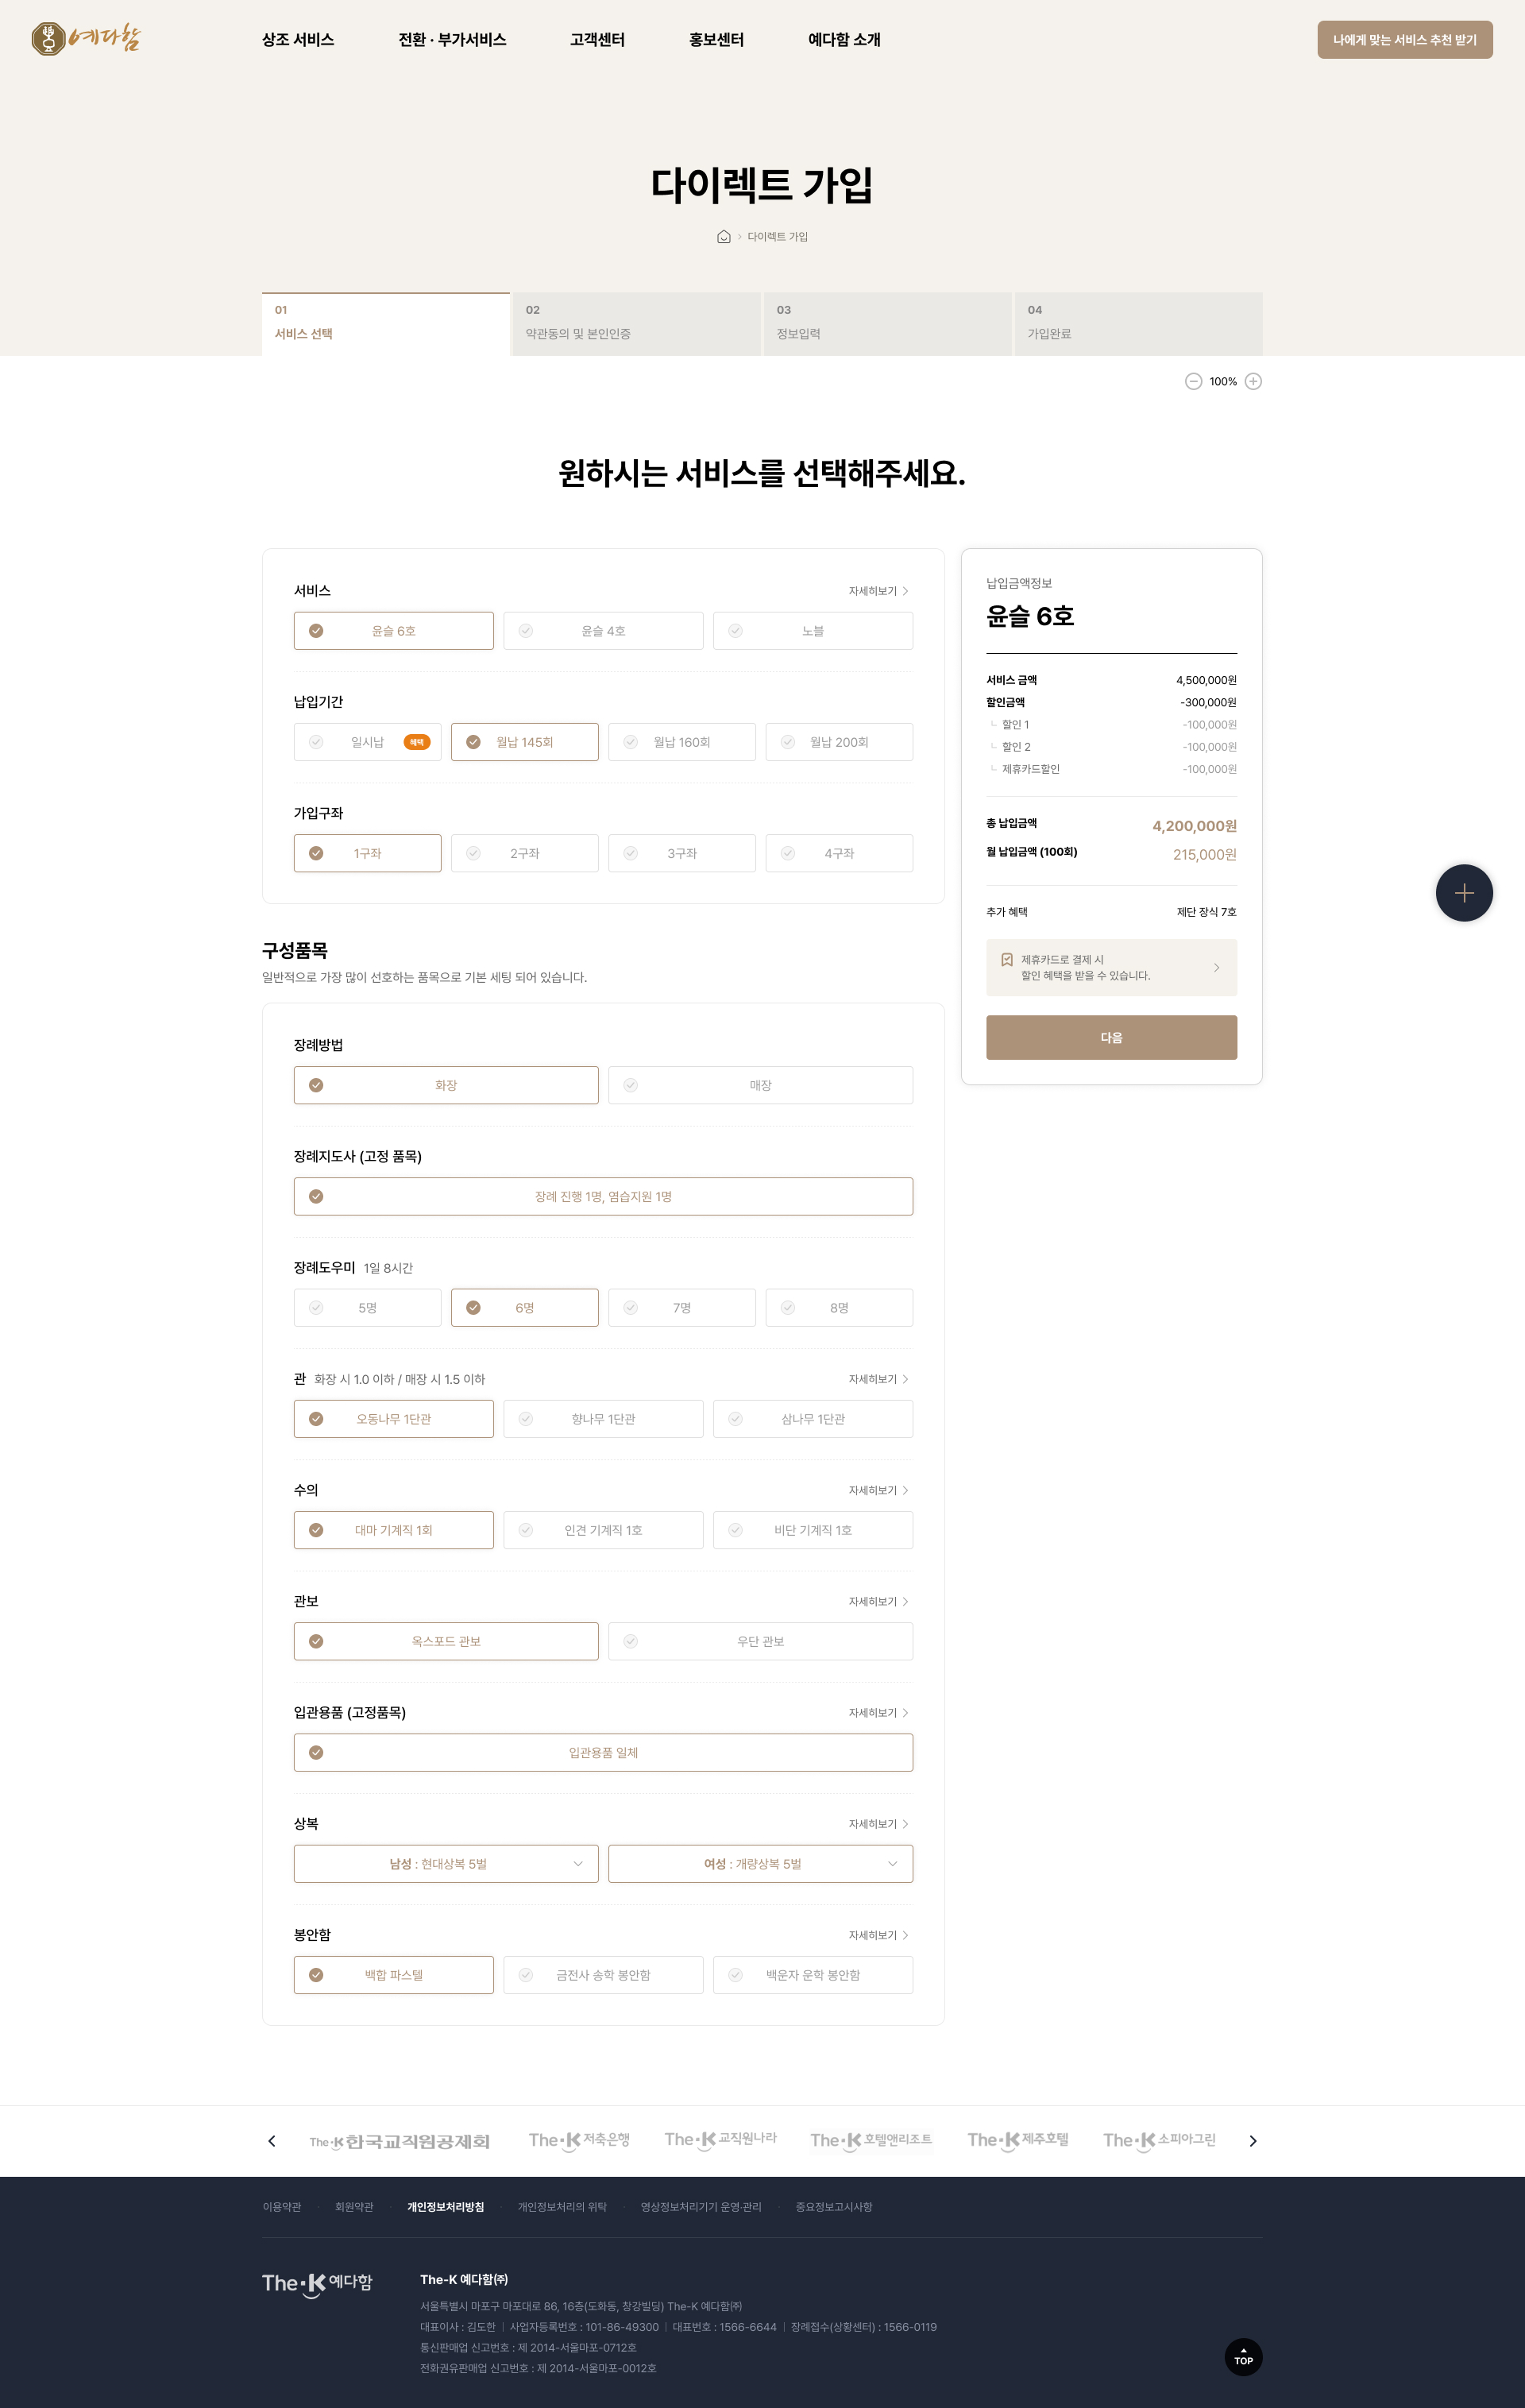 예다함
상조 서비스 전환 · 부가서비스 고객센터 홍보센터 예다함 소개 나에게 맞는 서비스 추천 받기
다이렉트 가입
다이렉트 가입
01
서비스 선택
02
약관동의 및 본인인증
03
정보입력
04
가입완료
100%
원하시는 서비스를 선택해주세요.
서비스 자세히보기
윤슬 6호 윤슬 4호 노블
납입기간
일시납 혜택 월납 145회 월납 160회 월납 200회
가입구좌
1구좌 2구좌 3구좌 4구좌
납입금액정보
윤슬 6호
서비스 금액 4,500,000원
할인금액 -300,000원
할인 1 -100,000원
할인 2 -100,000원
제휴카드할인 -100,000원
총 납입금액 4,200,000원
월 납입금액 (100회) 215,000원
추가 혜택 제단 장식 7호
제휴카드로 결제 시
할인 혜택을 받을 수 있습니다.
다음
구성품목
일반적으로 가장 많이 선호하는 품목으로 기본 세팅 되어 있습니다.
장례방법
화장 매장
장례지도사 (고정 품목)
장례 진행 1명, 염습지원 1명
장례도우미 1일 8시간
5명 6명 7명 8명
관 화장 시 1.0 이하 / 매장 시 1.5 이하 자세히보기
오동나무 1단관 향나무 1단관 삼나무 1단관
수의 자세히보기
대마 기계직 1회 인견 기계직 1호 비단 기계직 1호
관보 자세히보기
옥스포드 관보 우단 관보
입관용품 (고정품목) 자세히보기
입관용품 일체
상복 자세히보기
남성 : 현대상복 5벌 여성 : 개량상복 5벌
봉안함 자세히보기
백합 파스텔 금전사 송학 봉안함 백운자 운학 봉안함
The·K 한국교직원공제회 The·K 저축은행 The·K 교직원나라 The·K 호텔앤리조트 The·K 제주호텔 The·K 소피아그린
이용약관 · 회원약관 · 개인정보처리방침 · 개인정보처리의 위탁 · 영상정보처리기기 운영·관리 · 중요정보고시사항
The·K 예다함
The-K 예다함㈜
서울특별시 마포구 마포대로 86, 16층(도화동, 창강빌딩) The-K 예다함㈜
대표이사 : 김도한 | 사업자등록번호 : 101-86-49300 | 대표번호 : 1566-6644 | 장례접수(상황센터) : 1566-0119
통신판매업 신고번호 : 제 2014-서울마포-0712호
전화권유판매업 신고번호 : 제 2014-서울마포-0012호
TOP